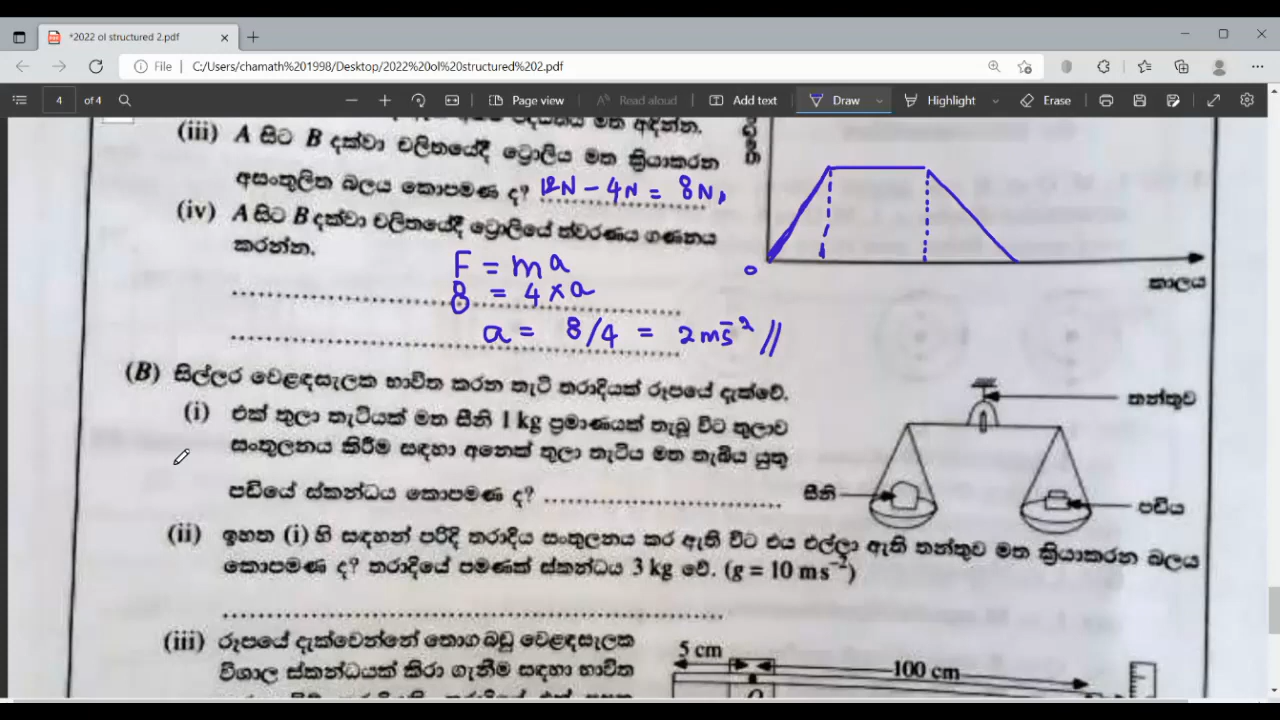 *2022 ol structured 2.pdf
File | C:/Users/chamath%201998/Desktop/2022%20ol%20structured%202.pdf
4 of 4 Page view Read aloud Add text Draw Highlight Erase
මත අඳින්න.
(iii) A සිට B දක්වා චලිතයේදී ට්‍රොලිය මත ක්‍රියාකරන
අසංතුලිත බලය කොපමණ ද? 12N – 4N = 8N
(iv) A සිට B දක්වා චලිතයේදී ට්‍රොලියේ ත්වරණය ගණනය
කරන්න.
F = ma
8 = 4 × a
a = 8/4 = 2 ms⁻² //
0
කාලය
(B) සිල්ලර වෙළඳසැලක භාවිත කරන තැටි තරාදියක් රූපයේ දැක්වේ.
(i) එක් තුලා තැටියක් මත සීනි 1 kg ප්‍රමාණයක් තැබූ විට තුලාව
සංතුලනය කිරීම සඳහා අනෙක් තුලා තැටිය මත තැබිය යුතු
පඩියේ ස්කන්ධය කොපමණ ද? ........................
තන්තුව
සීනි
පඩිය
(ii) ඉහත (i) හි සඳහන් පරිදි තරාදිය සංතුලනය කර ඇති විට එය එල්ලා ඇති තන්තුව මත ක්‍රියාකරන බලය
කොපමණ ද? තරාදියේ පමණක් ස්කන්ධය 3 kg වේ. (g = 10 ms⁻²)
(iii) රූපයේ දැක්වෙන්නේ තොග බඩු වෙළඳසැලක
විශාල ස්කන්ධයක් කිරා ගැනීම සඳහා භාවිත
5 cm
100 cm